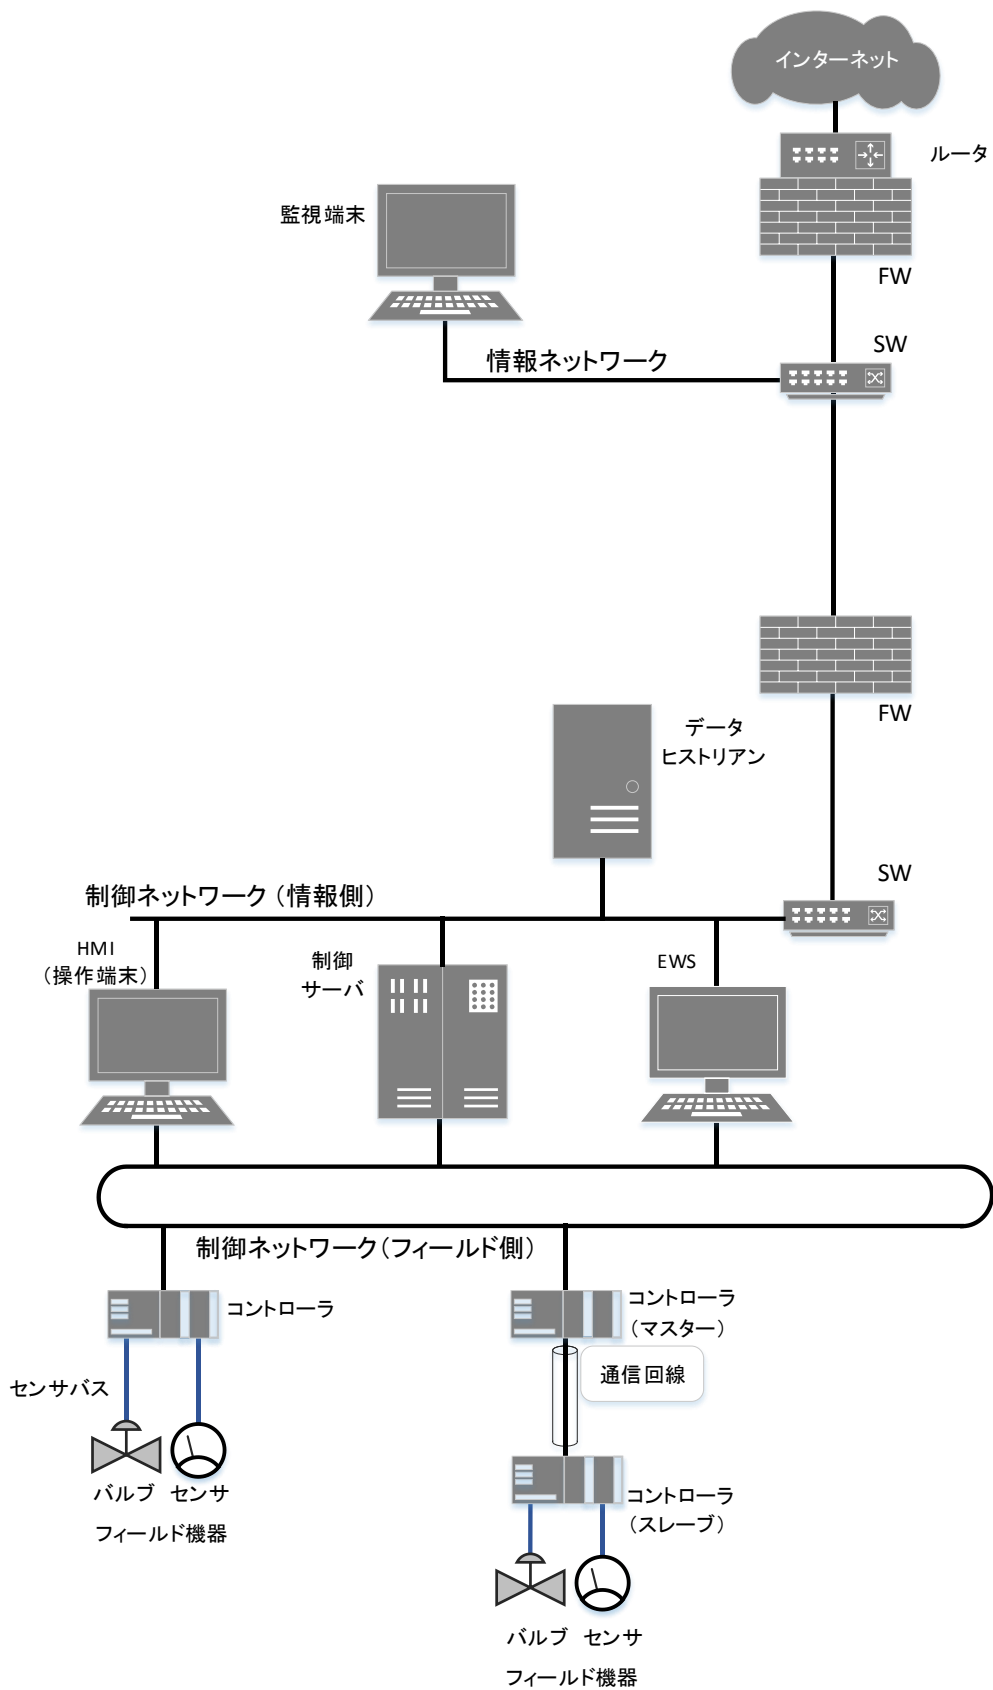 インターネット
ルータ
監視端末
FW
SW
情報ネットワーク
FW
データ
ヒストリアン
SW
制御ネットワーク（情報側）
HMI
（操作端末）
制御
サーバ
EWS
制御ネットワーク（フィールド側）
コントローラ
コントローラ
（マスター）
通信回線
センサバス
バルブ センサ
フィールド機器
コントローラ
（スレーブ）
バルブ センサ
フィールド機器